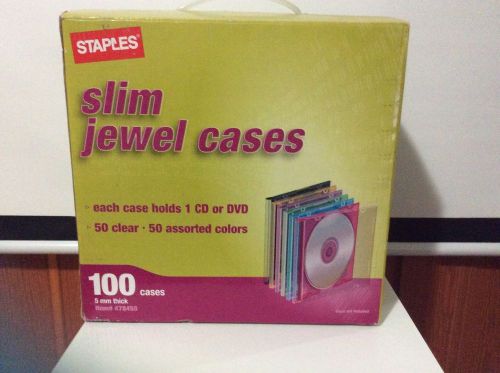 STAPLES
slim
jewel cases
each case holds 1 CD or DVD
50 clear · 50 assorted colors
100 cases
5 mm thick